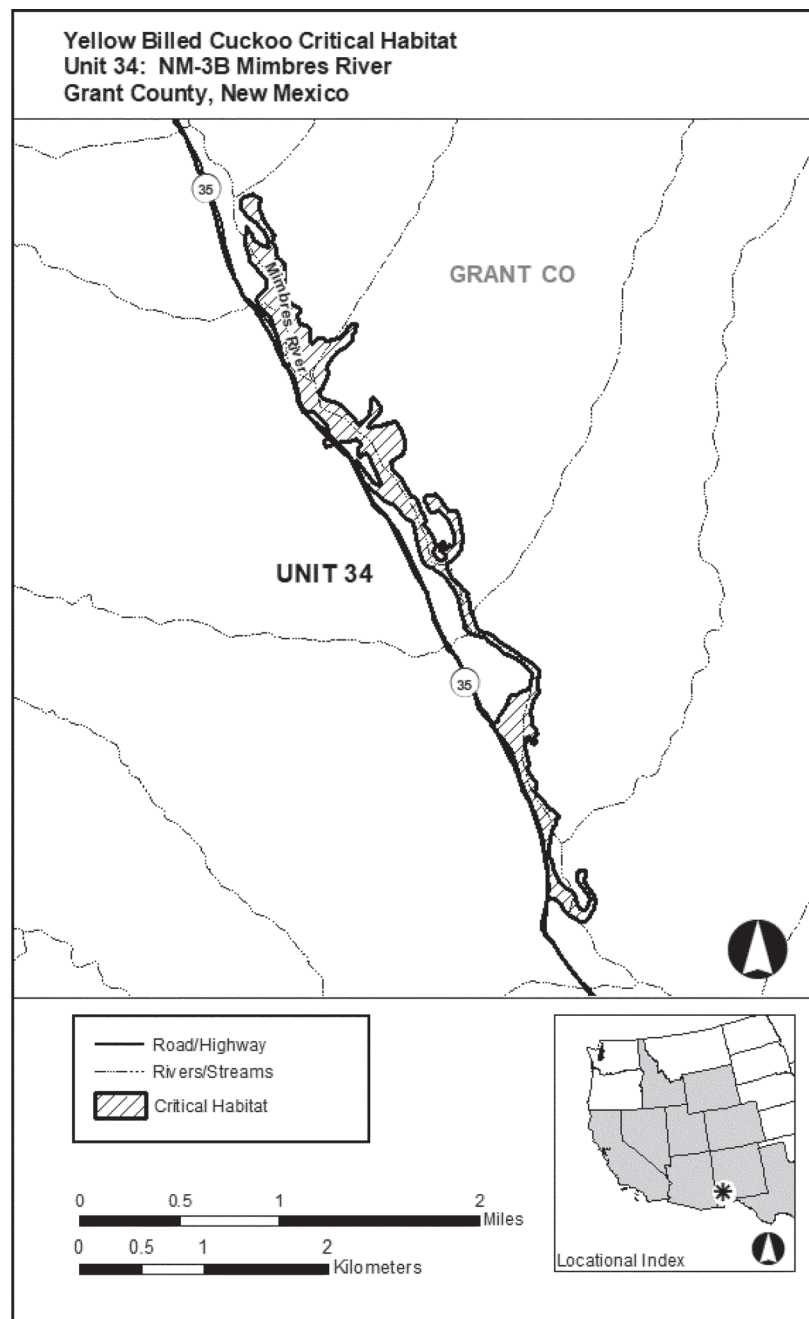 Yellow Billed Cuckoo Critical Habitat
Unit 34: NM-3B Mimbres River
Grant County, New Mexico
35
GRANT CO
Mimbres River
UNIT 34
35
Road/Highway
Rivers/Streams
Critical Habitat
0 0.5 1 2
Miles
0 0.5 1 2
Kilometers
Locational Index